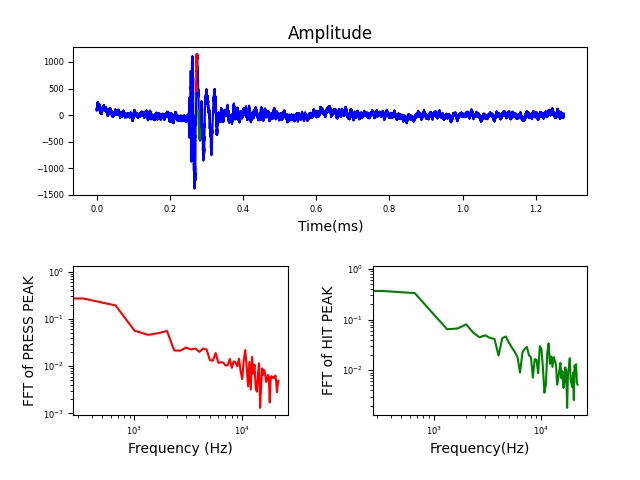 Amplitude
1000
500
0
−500
−1000
−1500
0.0 0.2 0.4 0.6 0.8 1.0 1.2
Time(ms)
FFT of PRESS PEAK
10⁰
10⁻¹
10⁻²
10⁻³
10³ 10⁴
Frequency (Hz)
FFT of HIT PEAK
10⁰
10⁻¹
10⁻²
10³ 10⁴
Frequency(Hz)